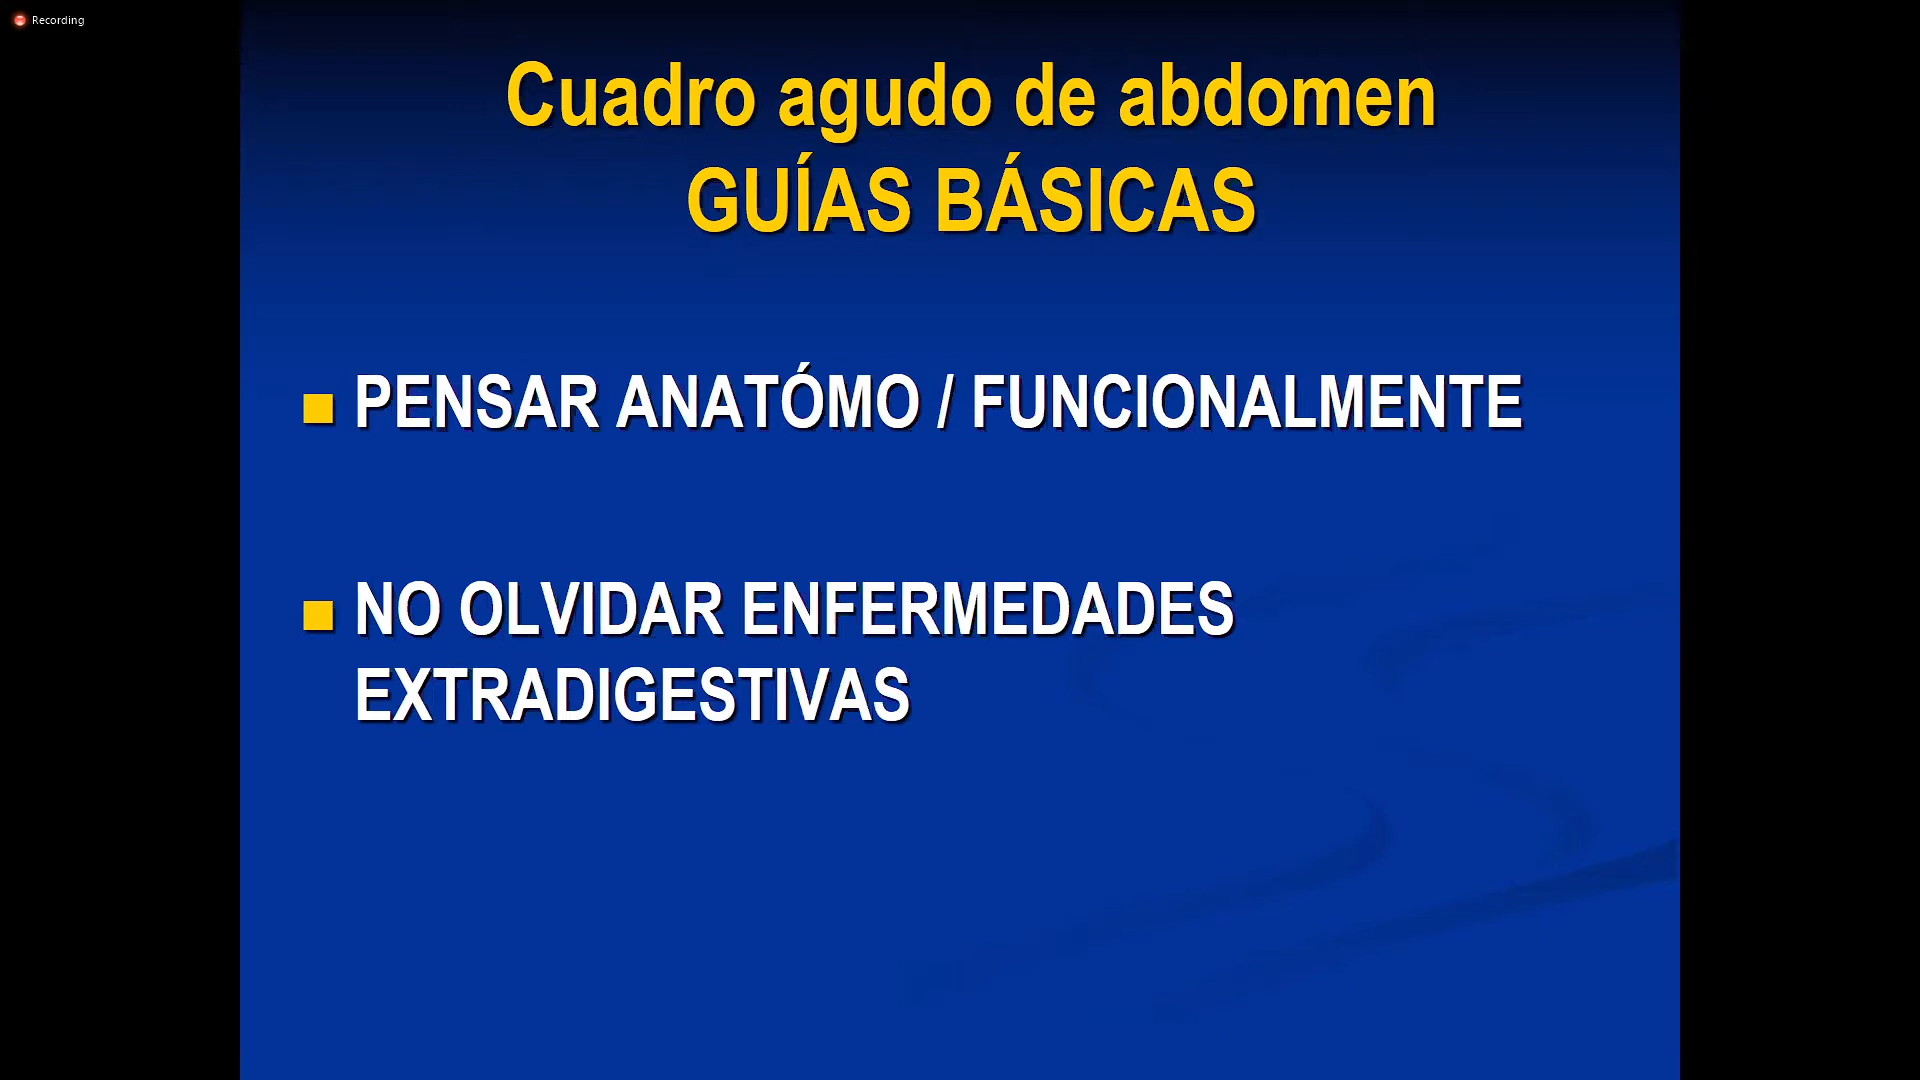 Recording
Cuadro agudo de abdomen
GUÍAS BÁSICAS
PENSAR ANATÓMO / FUNCIONALMENTE
NO OLVIDAR ENFERMEDADES
EXTRADIGESTIVAS